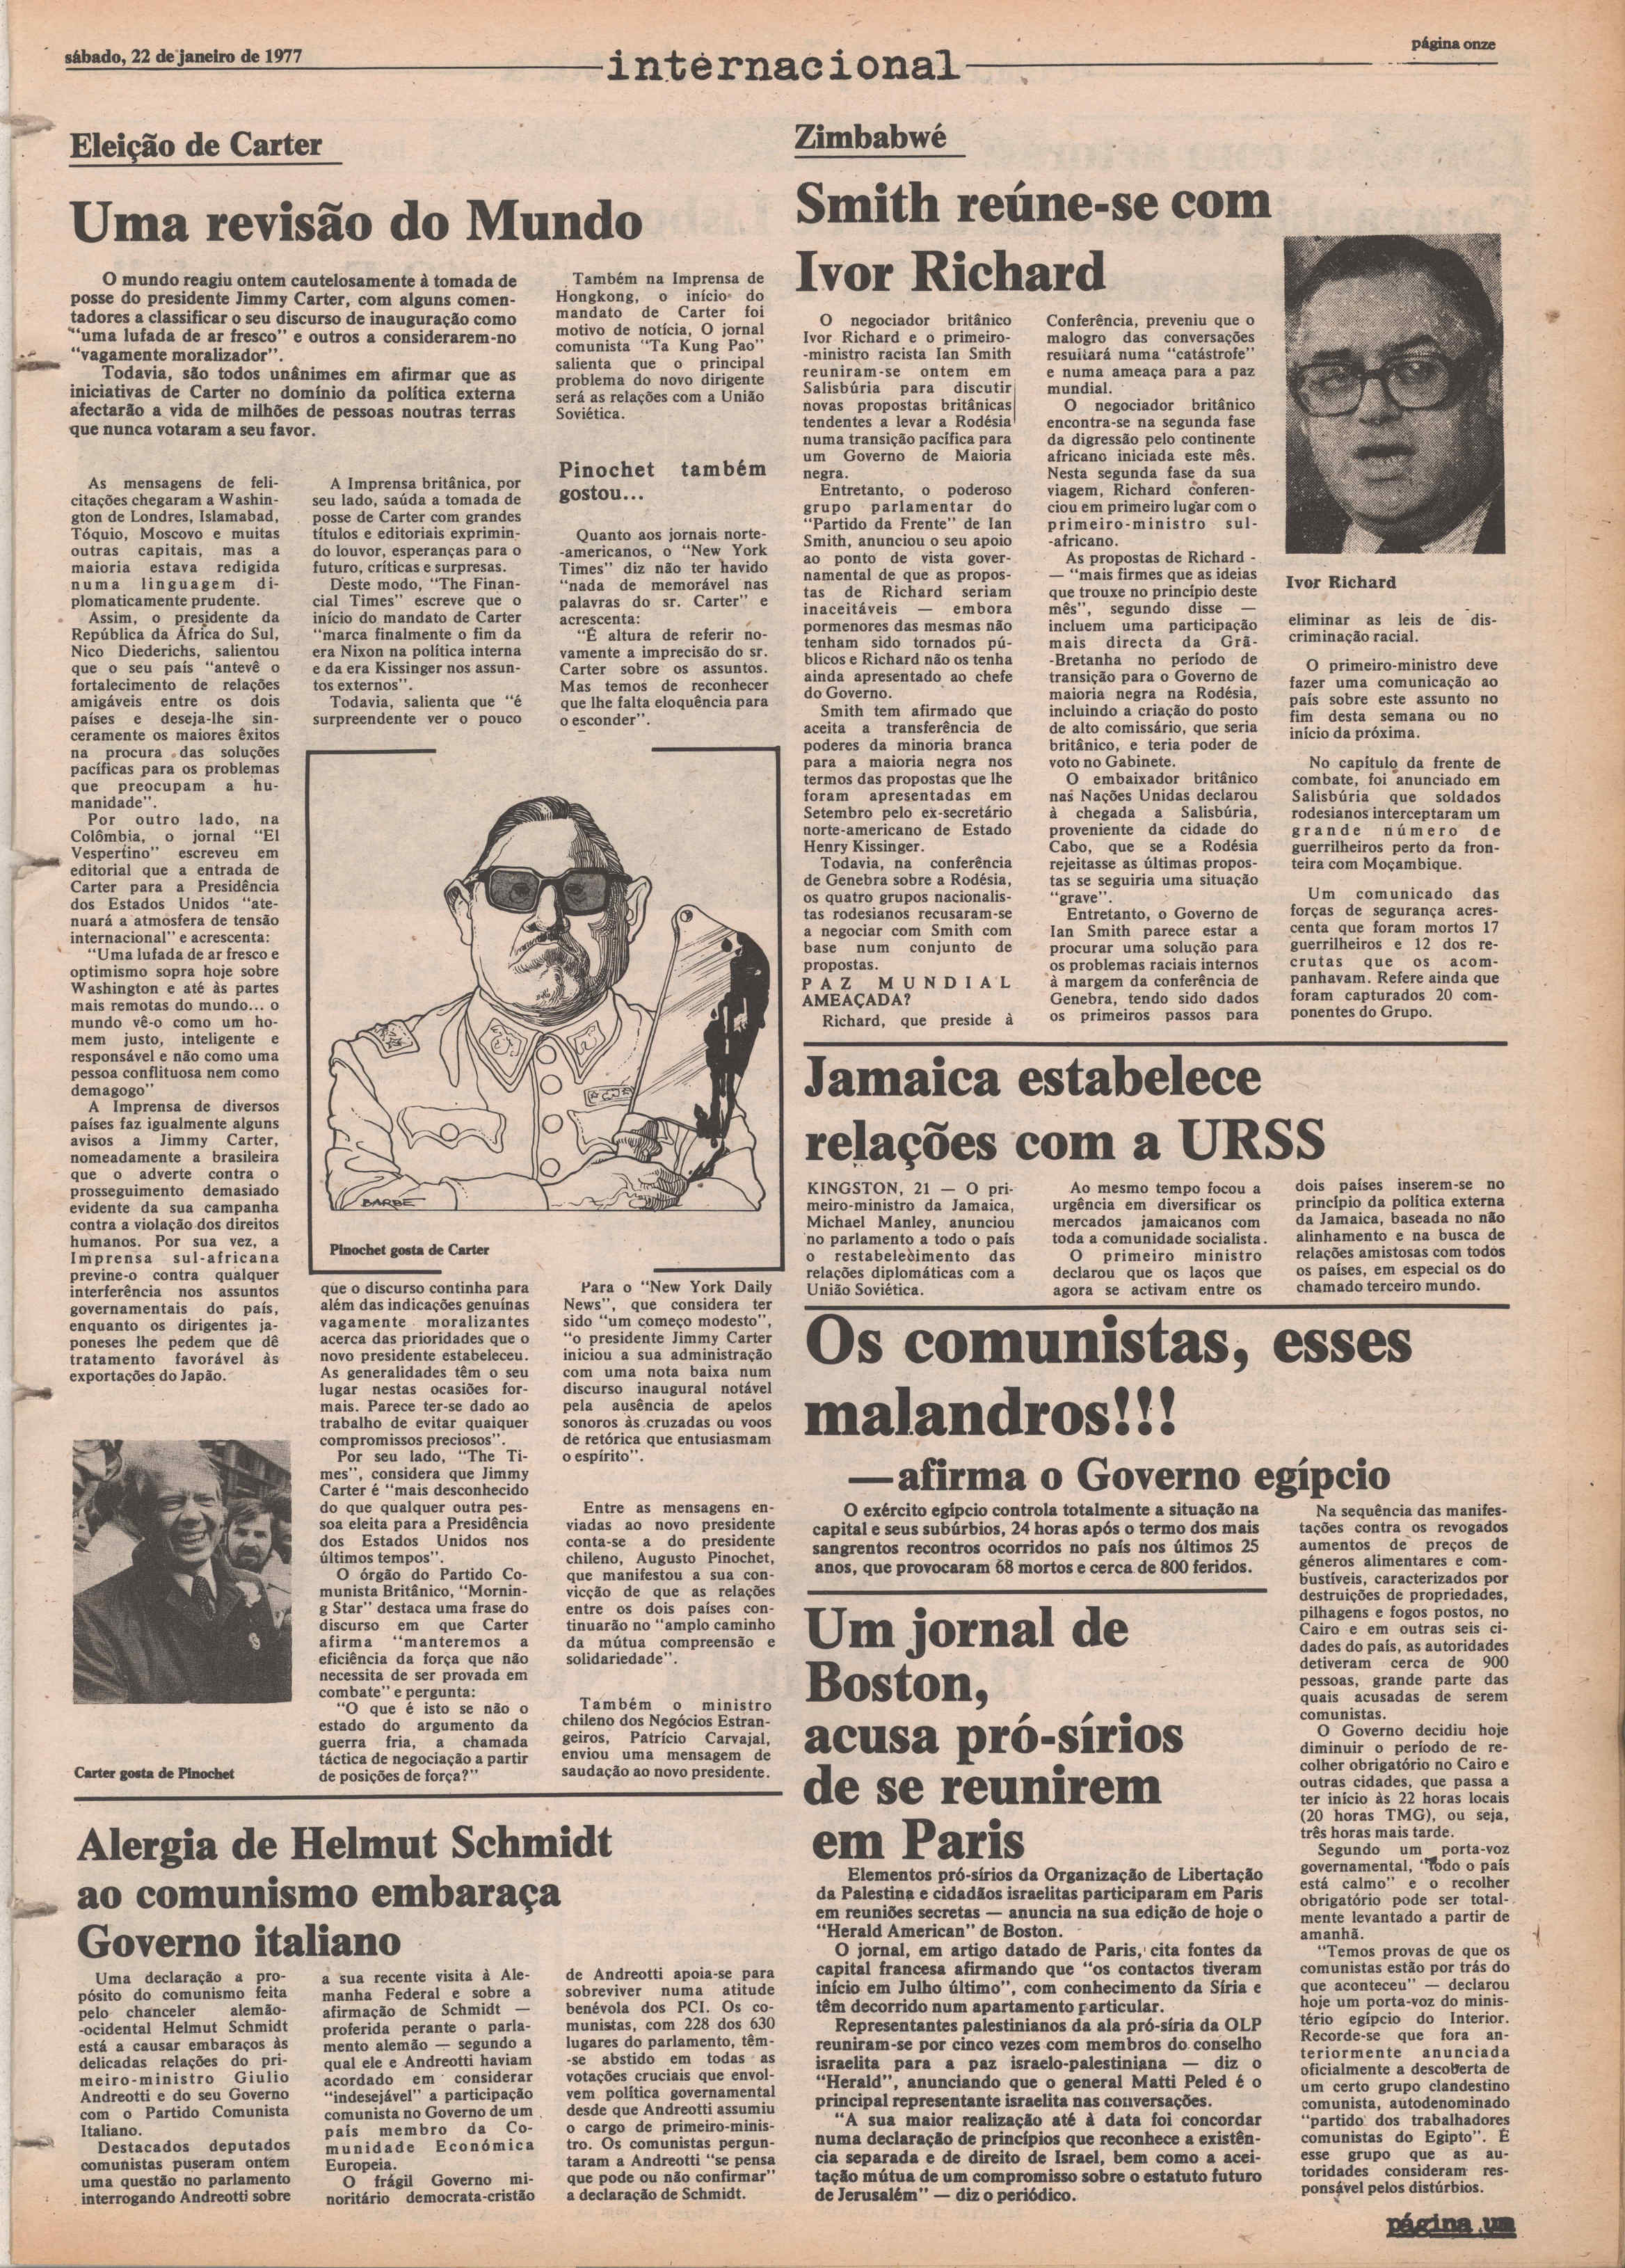 sábado, 22 de janeiro de 1977
internacional
página onze
Eleição de Carter
Uma revisão do Mundo
O mundo reagiu ontem cautelosamente à tomada de
posse do presidente Jimmy Carter, com alguns comen-
tadores a classificar o seu discurso de inauguração como
"uma lufada de ar fresco" e outros a considerarem-no
"vagamente moralizador".
Todavia, são todos unânimes em afirmar que as
iniciativas de Carter no domínio da política externa
afectarão a vida de milhões de pessoas noutras terras
que nunca votaram a seu favor.
As mensagens de feli-
citações chegaram a Washin-
gton de Londres, Islamabad,
Tóquio, Moscovo e muitas
outras capitais, mas a
maioria estava redigida
numa linguagem di-
plomaticamente prudente.
Assim, o presidente da
República da África do Sul,
Nico Diederichs, salientou
que o seu país "antevê o
fortalecimento de relações
amigáveis entre os dois
países e deseja-lhe sin-
ceramente os maiores êxitos
na procura das soluções
pacíficas para os problemas
que preocupam a hu-
manidade".
Por outro lado, na
Colômbia, o jornal "El
Vespertino" escreveu em
editorial que a entrada de
Carter para a Presidência
dos Estados Unidos "ate-
nuará a atmosfera de tensão
internacional" e acrescenta:
"Uma lufada de ar fresco e
optimismo sopra hoje sobre
Washington e até às partes
mais remotas do mundo... o
mundo vê-o como um ho-
mem justo, inteligente e
responsável e não como uma
pessoa conflituosa nem como
demagogo"
A Imprensa de diversos
países faz igualmente alguns
avisos a Jimmy Carter,
nomeadamente a brasileira
que o adverte contra o
prosseguimento demasiado
evidente da sua campanha
contra a violação dos direitos
humanos. Por sua vez, a
Imprensa sul-africana
previne-o contra qualquer
interferência nos assuntos
governamentais do país,
enquanto os dirigentes ja-
poneses lhe pedem que dê
tratamento favorável às
exportações do Japão.
Carter gosta de Pinochet
A Imprensa britânica, por
seu lado, saúda a tomada de
posse de Carter com grandes
títulos e editoriais exprimin-
do louvor, esperanças para o
futuro, críticas e surpresas.
Deste modo, "The Finan-
cial Times" escreve que o
início do mandato de Carter
"marca finalmente o fim da
era Nixon na política interna
e da era Kissinger nos assun-
tos externos".
Todavia, salienta que "é
surpreendente ver o pouco
BARBE
Pinochet gosta de Carter
que o discurso continha para
além das indicações genuínas
vagamente moralizantes
acerca das prioridades que o
novo presidente estabeleceu.
As generalidades têm o seu
lugar nestas ocasiões for-
mais. Parece ter-se dado ao
trabalho de evitar quaiquer
compromissos preciosos".
Por seu lado, "The Ti-
mes", considera que Jimmy
Carter é "mais desconhecido
do que qualquer outra pes-
soa eleita para a Presidência
dos Estados Unidos nos
últimos tempos".
O órgão do Partido Co-
munista Britânico, "Mornin-
g Star" destaca uma frase do
discurso em que Carter
afirma "manteremos a
eficiência da força que não
necessita de ser provada em
combate" e pergunta:
"O que é isto se não o
estado do argumento da
guerra fria, a chamada
táctica de negociação a partir
de posições de força?"
Também na Imprensa de
Hongkong, o início do
mandato de Carter foi
motivo de notícia, O jornal
comunista "Ta Kung Pao"
salienta que o principal
problema do novo dirigente
será as relações com a União
Soviética.
Pinochet também
gostou...
Quanto aos jornais norte-
-americanos, o "New York
Times" diz não ter havido
"nada de memorável nas
palavras do sr. Carter" e
acrescenta:
"É altura de referir no-
vamente a imprecisão do sr.
Carter sobre os assuntos.
Mas temos de reconhecer
que lhe falta eloquência para
o esconder".
Para o "New York Daily
News", que considera ter
sido "um começo modesto",
"o presidente Jimmy Carter
iniciou a sua administração
com uma nota baixa num
discurso inaugural notável
pela ausência de apelos
sonoros às cruzadas ou voos
de retórica que entusiasmam
o espírito".
Entre as mensagens en-
viadas ao novo presidente
conta-se a do presidente
chileno, Augusto Pinochet,
que manifestou a sua con-
vicção de que as relações
entre os dois países con-
tinuarão no "amplo caminho
da mútua compreensão e
solidariedade".
Também o ministro
chileno dos Negócios Estran-
geiros, Patrício Carvajal,
enviou uma mensagem de
saudação ao novo presidente.
Alergia de Helmut Schmidt
ao comunismo embaraça
Governo italiano
Uma declaração a pro-
pósito do comunismo feita
pelo chanceler alemão-
-ocidental Helmut Schmidt
está a causar embaraços às
delicadas relações do pri-
meiro-ministro Giulio
Andreotti e do seu Governo
com o Partido Comunista
Italiano.
Destacados deputados
comunistas puseram ontem
uma questão no parlamento
interrogando Andreotti sobre
a sua recente visita à Ale-
manha Federal e sobre a
afirmação de Schmidt —
proferida perante o parla-
mento alemão — segundo a
qual ele e Andreotti haviam
acordado em considerar
"indesejável" a participação
comunista no Governo de um
país membro da Co-
munidade Económica
Europeia.
O frágil Governo mi-
noritário democrata-cristão
de Andreotti apoia-se para
sobreviver numa atitude
benévola dos PCI. Os co-
munistas, com 228 dos 630
lugares do parlamento, têm-
-se abstido em todas as
votações cruciais que envol-
vem política governamental
desde que Andreotti assumiu
o cargo de primeiro-minis-
tro. Os comunistas pergun-
taram a Andreotti "se pensa
que pode ou não confirmar"
a declaração de Schmidt.
Zimbabwé
Smith reúne-se com
Ivor Richard
O negociador britânico
Ivor Richard e o primeiro-
-ministro racista Ian Smith
reuniram-se ontem em
Salisbúria para discutir
novas propostas britânicas
tendentes a levar a Rodésia
numa transição pacífica para
um Governo de Maioria
negra.
Entretanto, o poderoso
grupo parlamentar do
"Partido da Frente" de Ian
Smith, anunciou o seu apoio
ao ponto de vista gover-
namental de que as propos-
tas de Richard seriam
inaceitáveis — embora
pormenores das mesmas não
tenham sido tornados pú-
blicos e Richard não os tenha
ainda apresentado ao chefe
do Governo.
Smith tem afirmado que
aceita a transferência de
poderes da minoria branca
para a maioria negra nos
termos das propostas que lhe
foram apresentadas em
Setembro pelo ex-secretário
norte-americano de Estado
Henry Kissinger.
Todavia, na conferência
de Genebra sobre a Rodésia,
os quatro grupos nacionalis-
tas rodesianos recusaram-se
a negociar com Smith com
base num conjunto de
propostas.
PAZ MUNDIAL
AMEAÇADA?
Richard, que preside à
Conferência, preveniu que o
malogro das conversações
resultará numa "catástrofe"
e numa ameaça para a paz
mundial.
O negociador britânico
encontra-se na segunda fase
da digressão pelo continente
africano iniciada este mês.
Nesta segunda fase da sua
viagem, Richard conferen-
ciou em primeiro lugar com o
primeiro-ministro sul-
-africano.
As propostas de Richard -
— "mais firmes que as ideias
que trouxe no princípio deste
mês", segundo disse —
incluem uma participação
mais directa da Grã-
-Bretanha no período de
transição para o Governo de
maioria negra na Rodésia,
incluindo a criação do posto
de alto comissário, que seria
britânico, e teria poder de
voto no Gabinete.
O embaixador britânico
nas Nações Unidas declarou
à chegada a Salisbúria,
proveniente da cidade do
Cabo, que se a Rodésia
rejeitasse as últimas propos-
tas se seguiria uma situação
"grave".
Entretanto, o Governo de
Ian Smith parece estar a
procurar uma solução para
os problemas raciais internos
à margem da conferência de
Genebra, tendo sido dados
os primeiros passos para
Ivor Richard
eliminar as leis de dis-
criminação racial.
O primeiro-ministro deve
fazer uma comunicação ao
país sobre este assunto no
fim desta semana ou no
início da próxima.
No capítulo da frente de
combate, foi anunciado em
Salisbúria que soldados
rodesianos interceptaram um
grande número de
guerrilheiros perto da fron-
teira com Moçambique.
Um comunicado das
forças de segurança acres-
centa que foram mortos 17
guerrilheiros e 12 dos re-
crutas que os acom-
panhavam. Refere ainda que
foram capturados 20 com-
ponentes do Grupo.
Jamaica estabelece
relações com a URSS
KINGSTON, 21 — O pri-
meiro-ministro da Jamaica,
Michael Manley, anunciou
no parlamento a todo o país
o restabelecimento das
relações diplomáticas com a
União Soviética.
Ao mesmo tempo focou a
urgência em diversificar os
mercados jamaicanos com
toda a comunidade socialista.
O primeiro ministro
declarou que os laços que
agora se activam entre os
dois países inserem-se no
princípio da política externa
da Jamaica, baseada no não
alinhamento e na busca de
relações amistosas com todos
os países, em especial os do
chamado terceiro mundo.
Os comunistas, esses
malandros!!!
—afirma o Governo egípcio
O exército egípcio controla totalmente a situação na
capital e seus subúrbios, 24 horas após o termo dos mais
sangrentos recontros ocorridos no país nos últimos 25
anos, que provocaram 68 mortos e cerca de 800 feridos.
Na sequência das manifes-
tações contra os revogados
aumentos de preços de
géneros alimentares e com-
bustíveis, caracterizados por
destruições de propriedades,
pilhagens e fogos postos, no
Cairo e em outras seis ci-
dades do país, as autoridades
detiveram cerca de 900
pessoas, grande parte das
quais acusadas de serem
comunistas.
O Governo decidiu hoje
diminuir o período de re-
colher obrigatório no Cairo e
outras cidades, que passa a
ter início às 22 horas locais
(20 horas TMG), ou seja,
três horas mais tarde.
Segundo um porta-voz
governamental, "todo o país
está calmo" e o recolher
obrigatório pode ser total-
mente levantado a partir de
amanhã.
"Temos provas de que os
comunistas estão por trás do
que aconteceu" — declarou
hoje um porta-voz do minis-
tério egípcio do Interior.
Recorde-se que fora an-
teriormente anunciada
oficialmente a descoberta de
um certo grupo clandestino
comunista, autodenominado
"partido dos trabalhadores
comunistas do Egipto". É
esse grupo que as au-
toridades consideram res-
ponsável pelos distúrbios.
Um jornal de
Boston,
acusa pró-sírios
de se reunirem
em Paris
Elementos pró-sírios da Organização de Libertação
da Palestina e cidadãos israelitas participaram em Paris
em reuniões secretas — anuncia na sua edição de hoje o
"Herald American" de Boston.
O jornal, em artigo datado de Paris, cita fontes da
capital francesa afirmando que "os contactos tiveram
início em Julho último", com conhecimento da Síria e
têm decorrido num apartamento particular.
Representantes palestinianos da ala pró-síria da OLP
reuniram-se por cinco vezes com membros do conselho
israelita para a paz israelo-palestiniana — diz o
"Herald", anunciando que o general Matti Peled é o
principal representante israelita nas conversações.
"A sua maior realização até à data foi concordar
numa declaração de princípios que reconhece a existên-
cia separada e de direito de Israel, bem como a acei-
tação mútua de um compromisso sobre o estatuto futuro
de Jerusalém" — diz o periódico.
página um